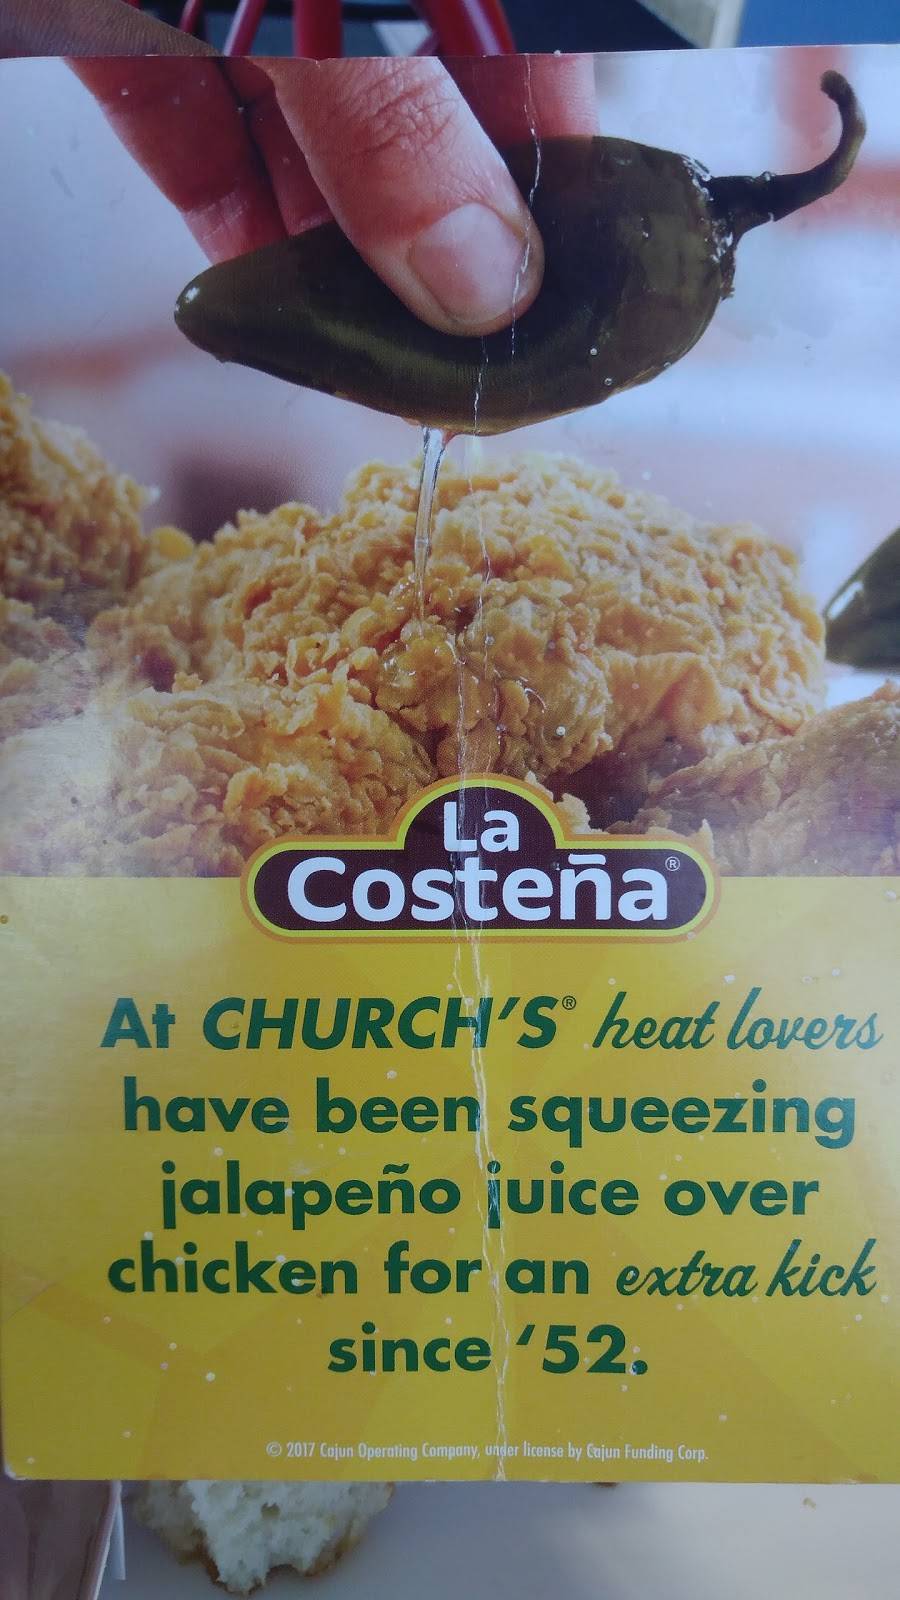 La
Costeña®
At CHURCH'S® heat lovers
have been squeezing
jalapeño juice over
chicken for an extra kick
since '52.
© 2017 Cajun Operating Company, under license by Cajun Funding Corp.